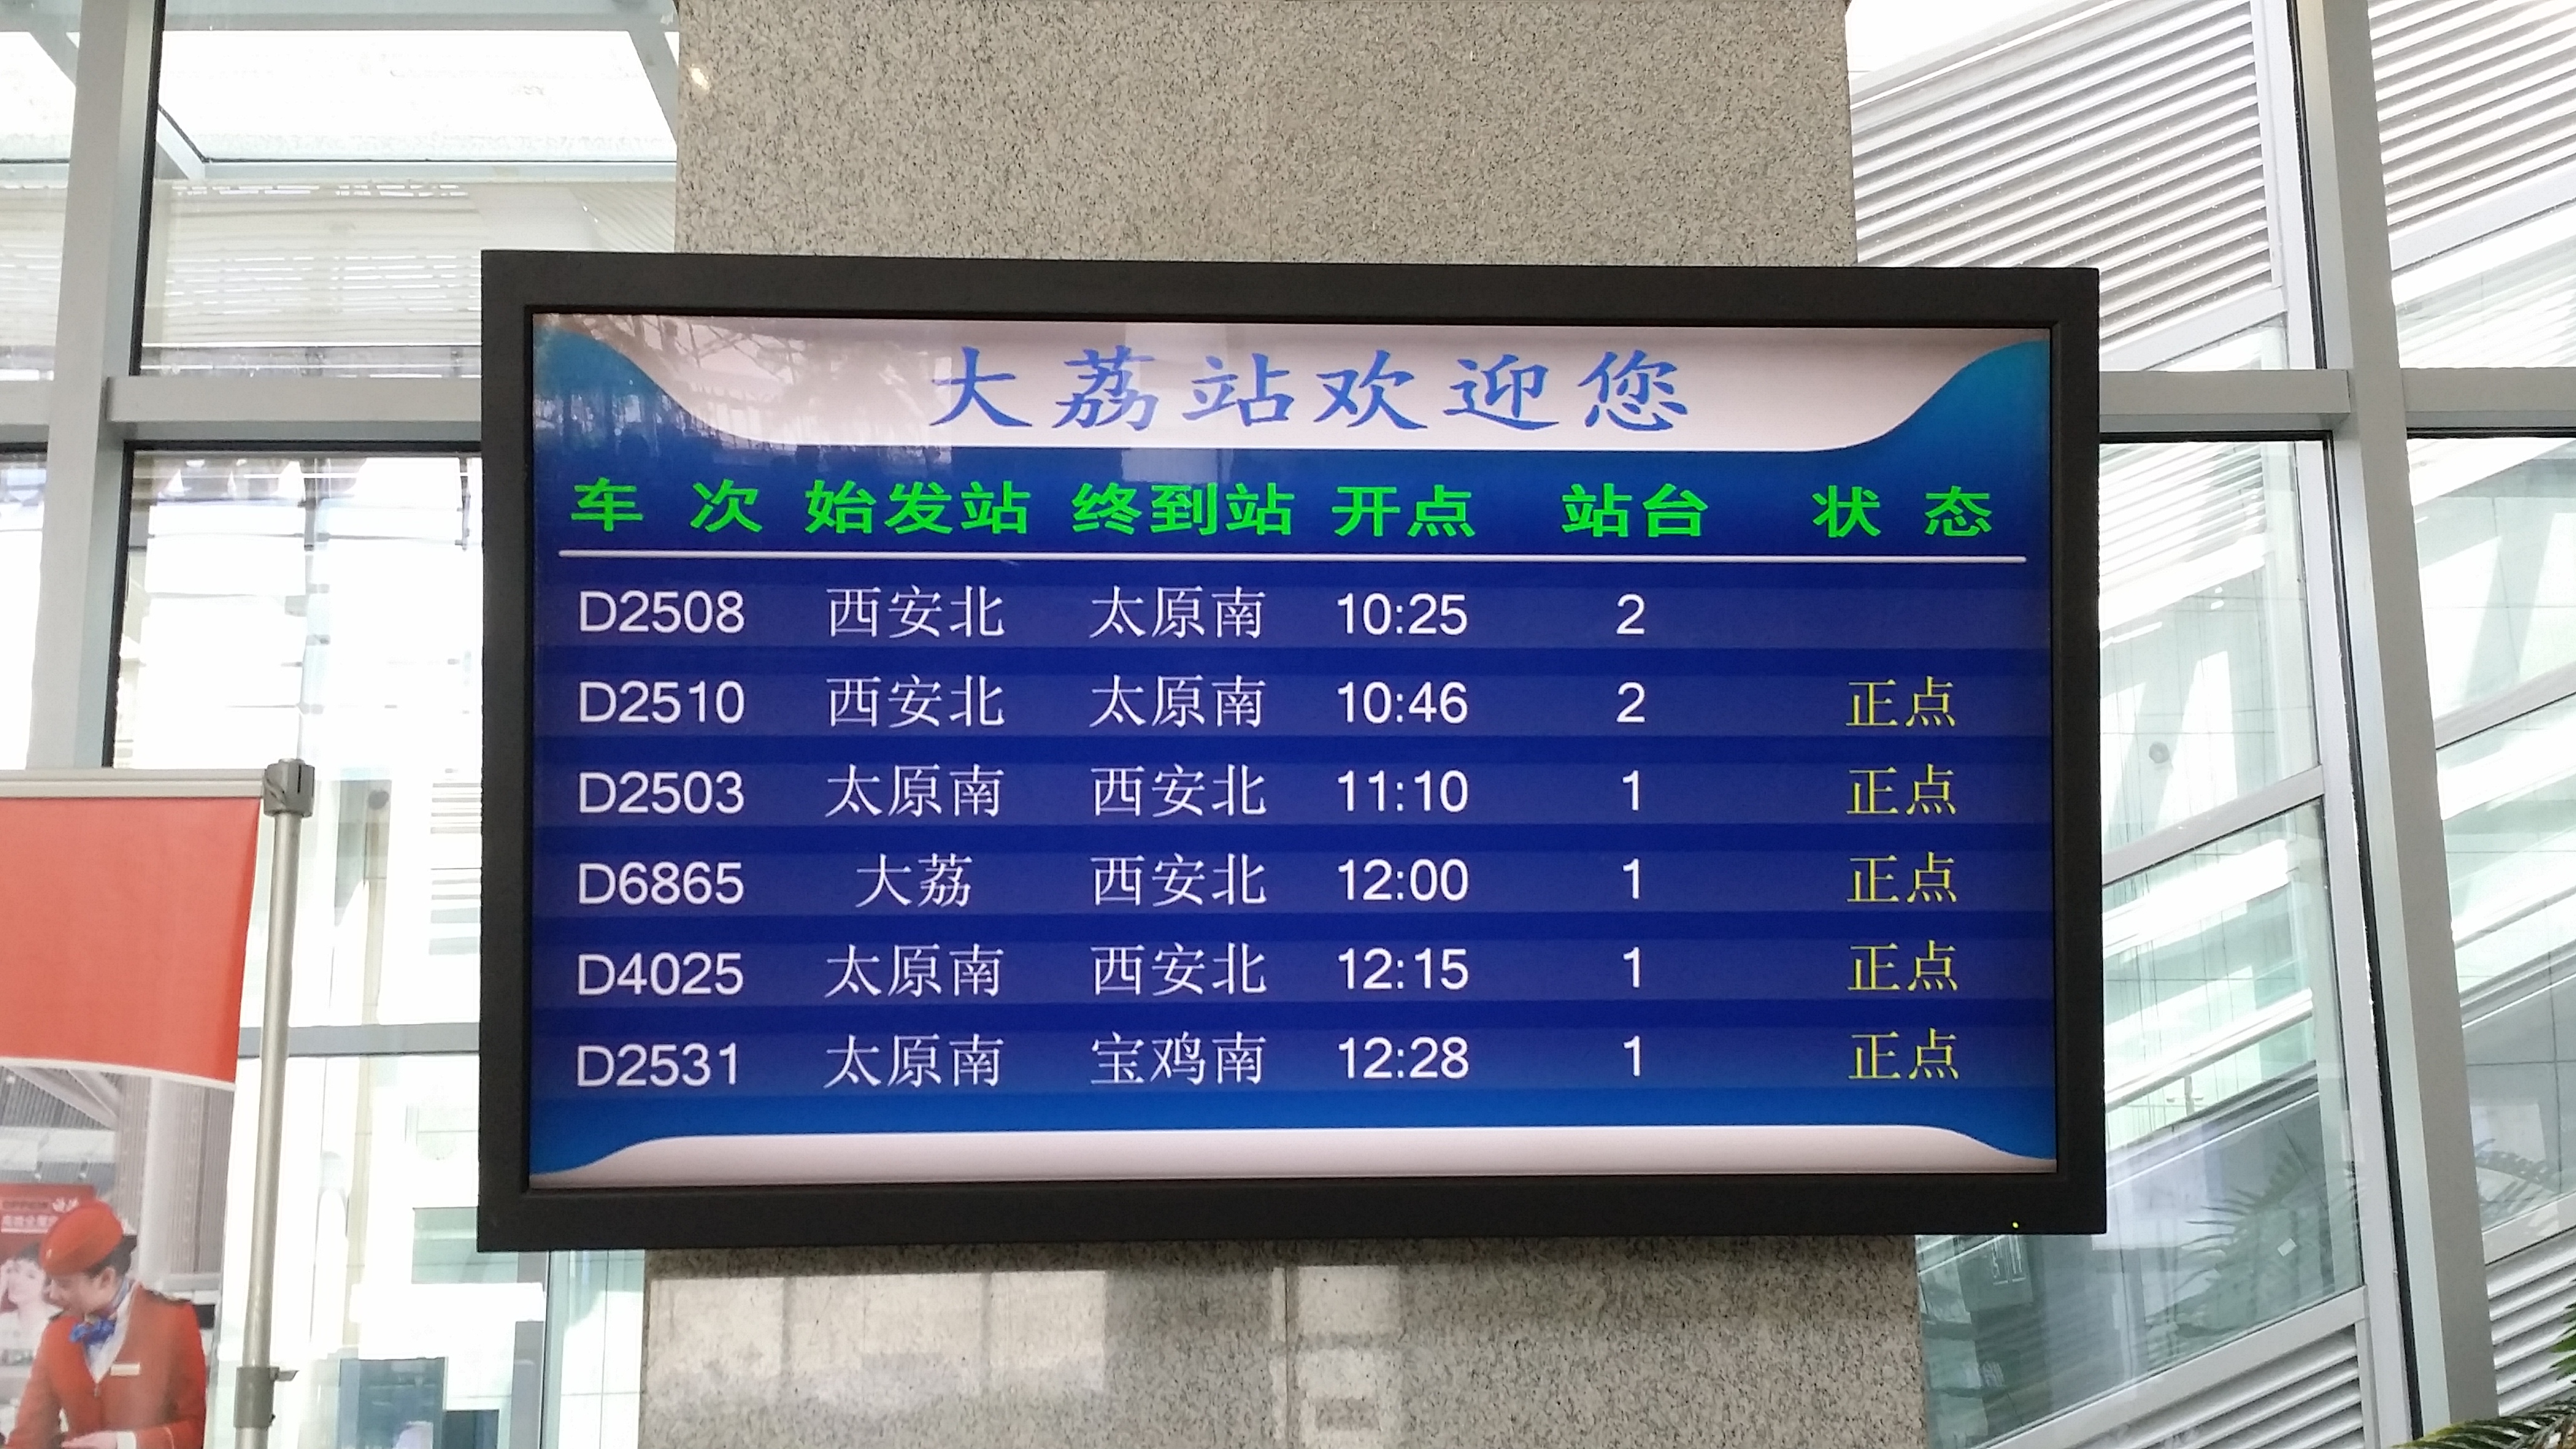 大荔站欢迎您
车 次 始发站 终到站 开点 站台 状 态
D2508 西安北 太原南 10:25 2
D2510 西安北 太原南 10:46 2 正点
D2503 太原南 西安北 11:10 1 正点
D6865 大荔 西安北 12:00 1 正点
D4025 太原南 西安北 12:15 1 正点
D2531 太原南 宝鸡南 12:28 1 正点